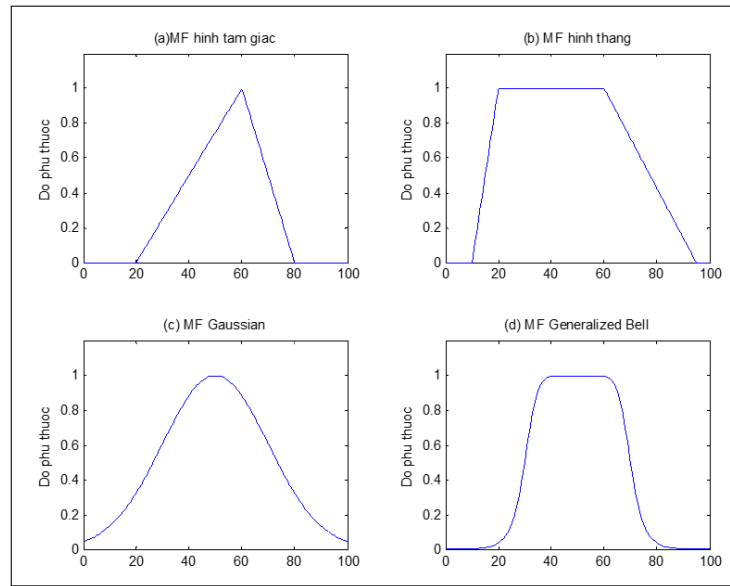 (a)MF hinh tam giac
1
0.8
0.6
0.4
0.2
0
Do phu thuoc
0 20 40 60 80 100
(b) MF hinh thang
1
0.8
0.6
0.4
0.2
0
Do phu thuoc
0 20 40 60 80 100
(c) MF Gaussian
1
0.8
0.6
0.4
0.2
0
Do phu thuoc
0 20 40 60 80 100
(d) MF Generalized Bell
1
0.8
0.6
0.4
0.2
0
Do phu thuoc
0 20 40 60 80 100